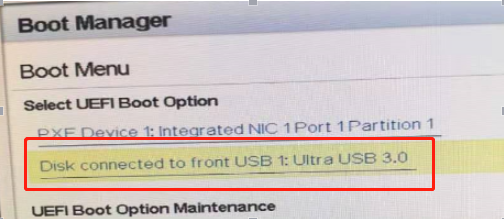 Boot Manager
Boot Menu
Select UEFI Boot Option
PXE Device 1: Integrated NIC 1 Port 1 Partition 1
Disk connected to front USB 1: Ultra USB 3.0
UEFI Boot Option Maintenance